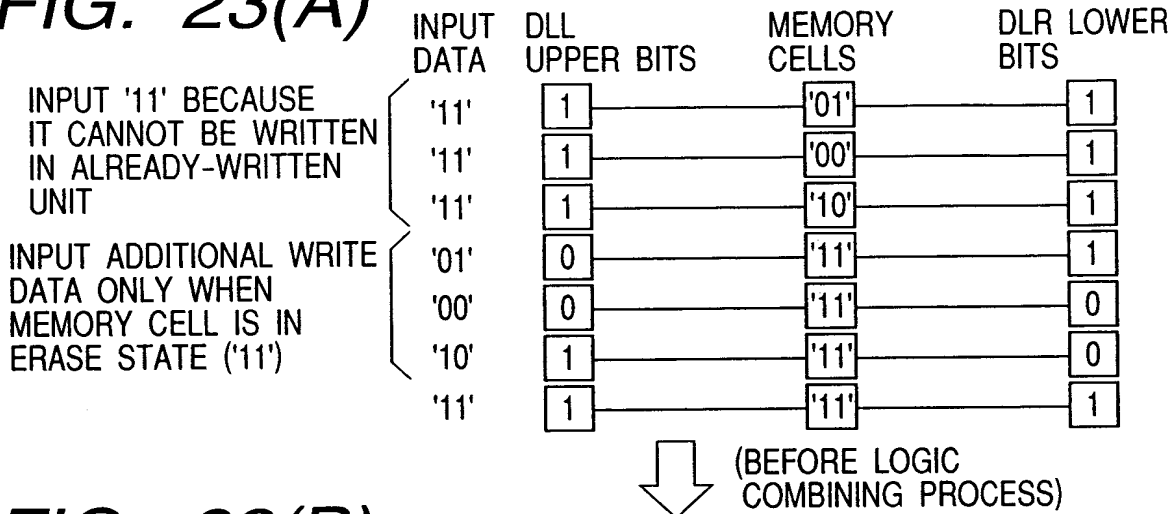 FIG. 23(A)
INPUT DATA
DLL UPPER BITS
MEMORY CELLS
DLR LOWER BITS
INPUT '11' BECAUSE
IT CANNOT BE WRITTEN
IN ALREADY-WRITTEN
UNIT
INPUT ADDITIONAL WRITE
DATA ONLY WHEN
MEMORY CELL IS IN
ERASE STATE ('11')
'11' 1 '01' 1
'11' 1 '00' 1
'11' 1 '10' 1
'01' 0 '11' 1
'00' 0 '11' 0
'10' 1 '11' 0
'11' 1 '11' 1
(BEFORE LOGIC
COMBINING PROCESS)